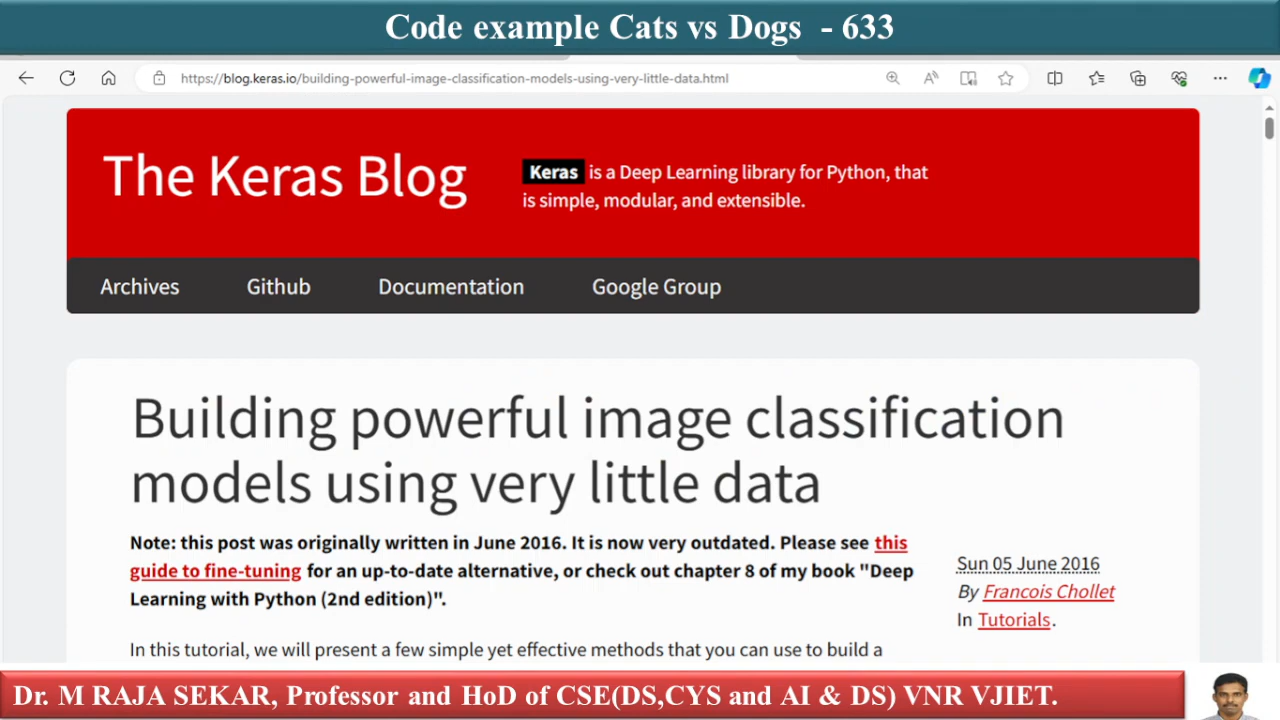 Code example Cats vs Dogs - 633
https://blog.keras.io/building-powerful-image-classification-models-using-very-little-data.html
The Keras Blog
Keras is a Deep Learning library for Python, that
is simple, modular, and extensible.
Archives Github Documentation Google Group
Building powerful image classification
models using very little data
Note: this post was originally written in June 2016. It is now very outdated. Please see this
guide to fine-tuning for an up-to-date alternative, or check out chapter 8 of my book "Deep
Learning with Python (2nd edition)".
Sun 05 June 2016
By Francois Chollet
In Tutorials.
In this tutorial, we will present a few simple yet effective methods that you can use to build a
Dr. M RAJA SEKAR, Professor and HoD of CSE(DS,CYS and AI & DS) VNR VJIET.